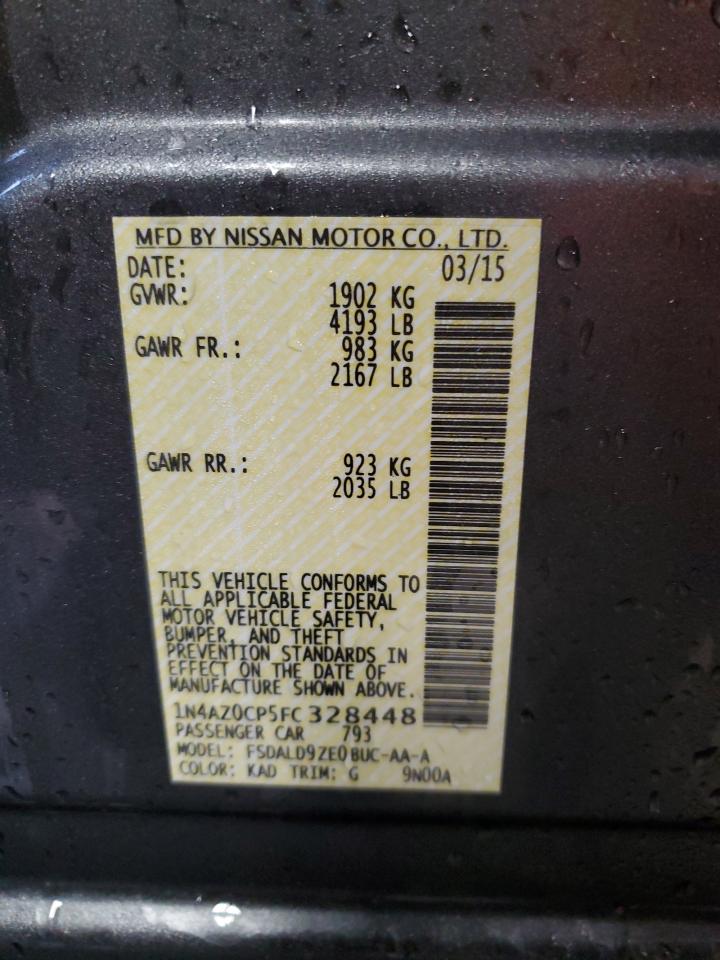 MFD BY NISSAN MOTOR CO., LTD.
DATE: 03/15
GVWR: 1902 KG
4193 LB
GAWR FR.: 983 KG
2167 LB
GAWR RR.: 923 KG
2035 LB
THIS VEHICLE CONFORMS TO
ALL APPLICABLE FEDERAL
MOTOR VEHICLE SAFETY,
BUMPER, AND THEFT
PREVENTION STANDARDS IN
EFFECT ON THE DATE OF
MANUFACTURE SHOWN ABOVE.
1N4AZ0CP5FC328448
PASSENGER CAR 793
MODEL: FSDALD9ZE0BUC-AA-A
COLOR: KAD TRIM: G 9N00A